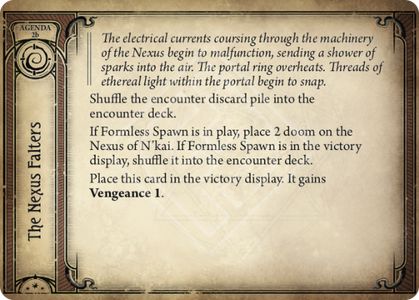 AGENDA
2b
The Nexus Falters
The electrical currents coursing through the machinery
of the Nexus begin to malfunction, sending a shower of
sparks into the air. The portal ring overheats. Threads of
ethereal light within the portal begin to snap.
Shuffle the encounter discard pile into the
encounter deck.
If Formless Spawn is in play, place 2 doom on the
Nexus of N'kai. If Formless Spawn is in the victory
display, shuffle it into the encounter deck.
Place this card in the victory display. It gains
Vengeance 1.